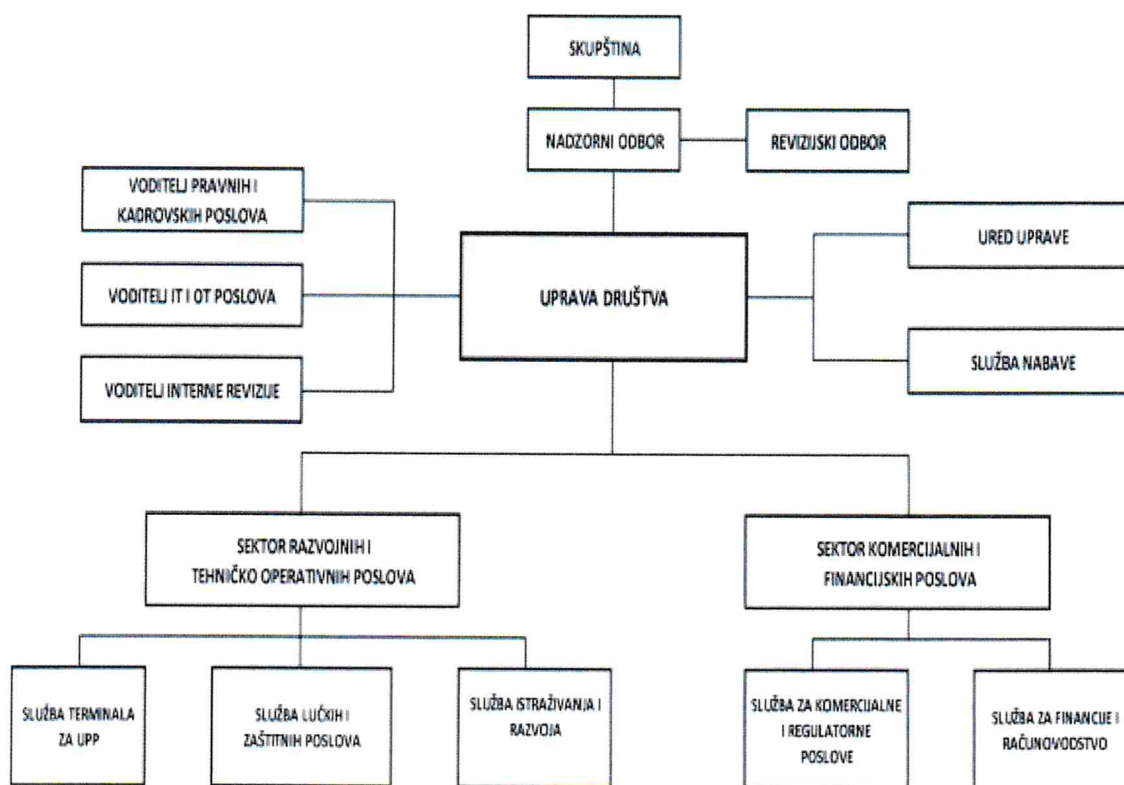 SKUPŠTINA
NADZORNI ODBOR
REVIZIJSKI ODBOR
VODITELJ PRAVNIH I
KADROVSKIH POSLOVA
URED UPRAVE
VODITELJ IT I OT POSLOVA
UPRAVA DRUŠTVA
VODITELJ INTERNE REVIZIJE
SLUŽBA NABAVE
SEKTOR RAZVOJNIH I
TEHNIČKO OPERATIVNIH POSLOVA
SEKTOR KOMERCIJALNIH I
FINANCIJSKIH POSLOVA
SLUŽBA TERMINALA
ZA UPP
SLUŽBA LUČKIH I
ZAŠTITNIH POSLOVA
SLUŽBA ISTRAŽIVANJA I
RAZVOJA
SLUŽBA ZA KOMERCIJALNE
I REGULATORNE
POSLOVE
SLUŽBA ZA FINANCIJE I
RAČUNOVODSTVO